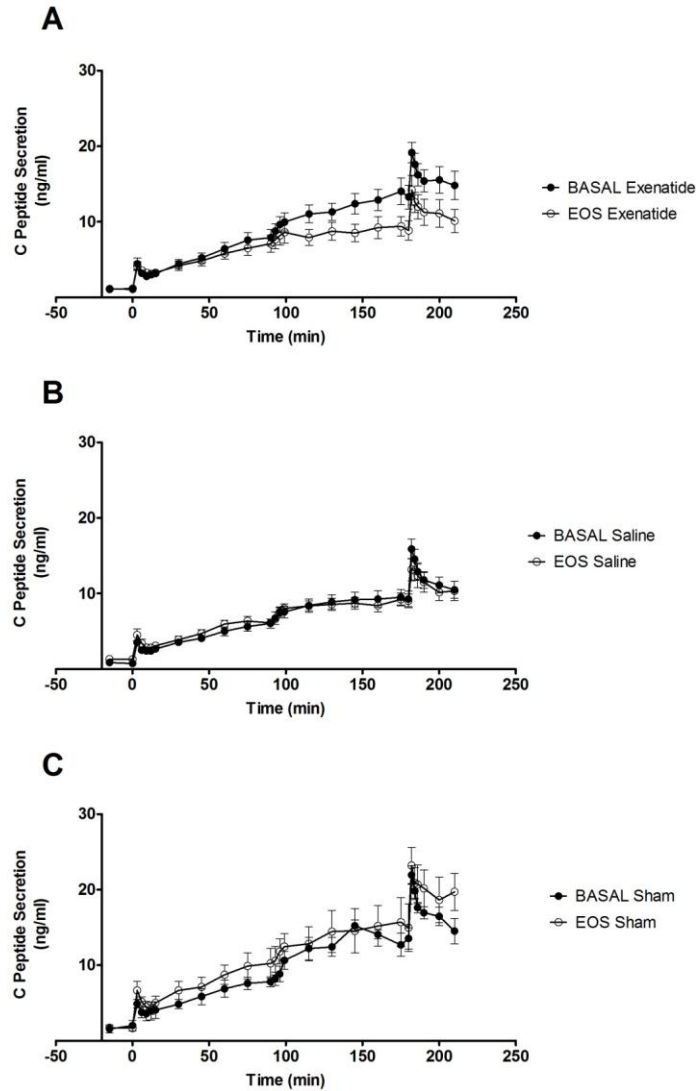 A
C Peptide Secretion
(ng/ml)
30
20
10
-50
0
50
100
150
200
250
Time (min)
BASAL Exenatide
EOS Exenatide
B
C Peptide Secretion
(ng/ml)
30
20
10
-50
0
50
100
150
200
250
Time (min)
BASAL Saline
EOS Saline
C
C Peptide Secretion
(ng/ml)
30
20
10
-50
0
50
100
150
200
250
Time (min)
BASAL Sham
EOS Sham